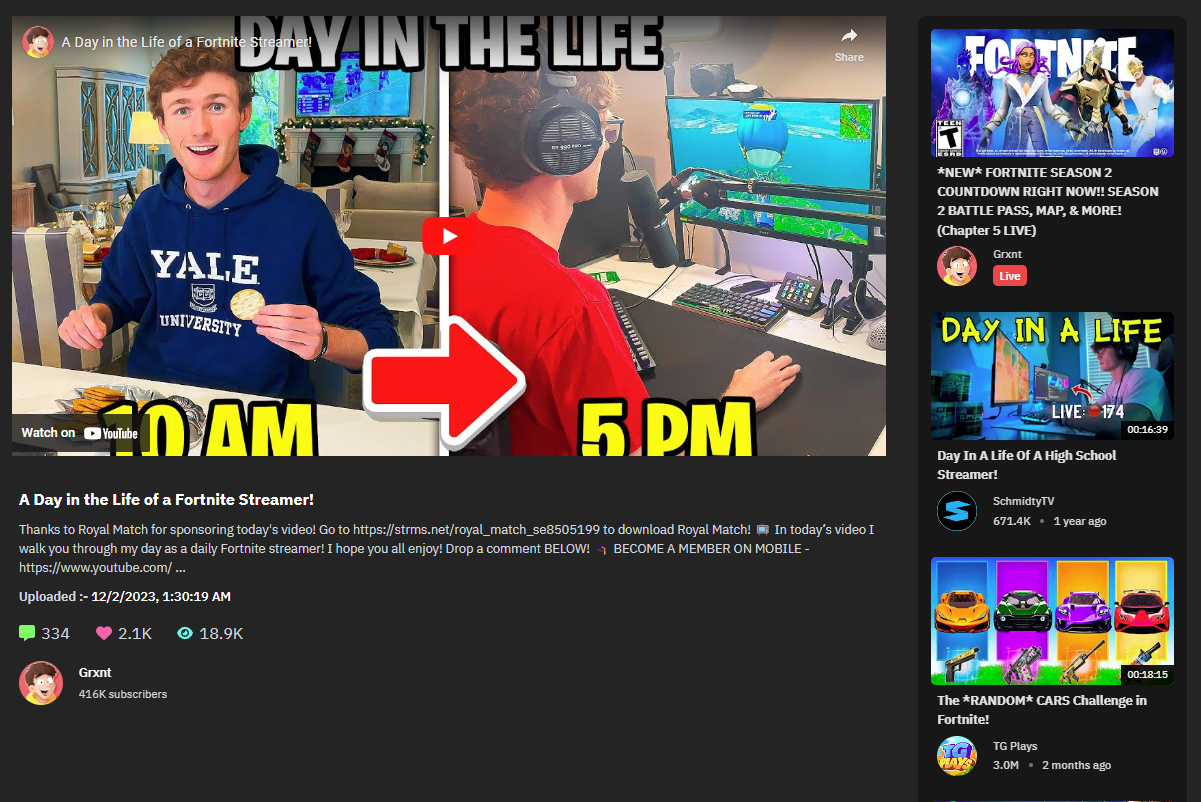 A Day in the Life of a Fortnite Streamer!
DAY IN THE LIFE
Share
YALE
UNIVERSITY
Watch on YouTube
10 AM
5 PM
A Day in the Life of a Fortnite Streamer!
Thanks to Royal Match for sponsoring today's video! Go to https://strms.net/royal_match_se8505199 to download Royal Match! In today’s video I
walk you through my day as a daily Fortnite streamer! I hope you all enjoy! Drop a comment BELOW! BECOME A MEMBER ON MOBILE -
https://www.youtube.com/ ...
Uploaded :- 12/2/2023, 1:30:19 AM
334 2.1K 18.9K
Grxnt
416K subscribers
FORTNITE
TEEN
T
ESRB
*NEW* FORTNITE SEASON 2
COUNTDOWN RIGHT NOW!! SEASON
2 BATTLE PASS, MAP, & MORE!
(Chapter 5 LIVE)
Grxnt
Live
DAY IN A LIFE
LIVE: 174
00:16:39
Day In A Life Of A High School
Streamer!
SchmidtyTV
671.4K • 1 year ago
00:18:15
The *RANDOM* CARS Challenge in
Fortnite!
TG
PLAYS
TG Plays
3.0M • 2 months ago